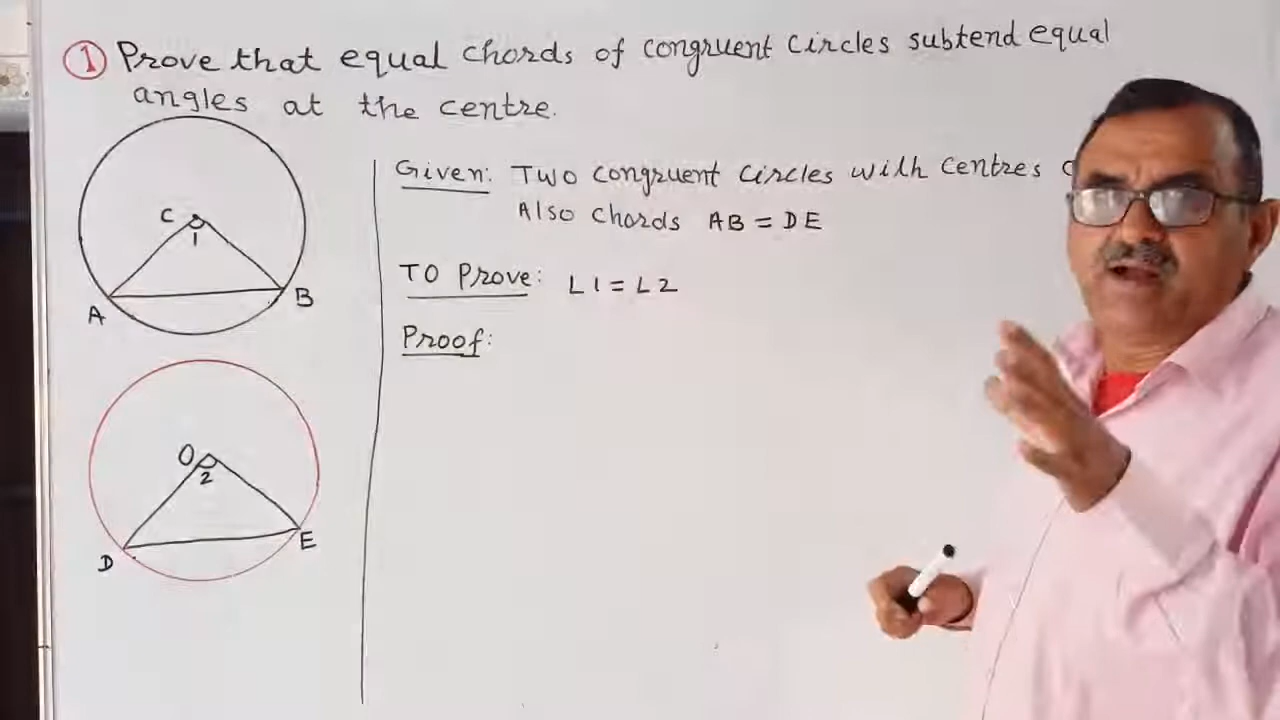 ① Prove that equal chords of congruent circles subtend equal
angles at the centre.
Given: Two congruent circles with centres
Also chords AB = DE
To Prove: ∠1 = ∠2
Proof:
C
1
A
B
O
2
D
E